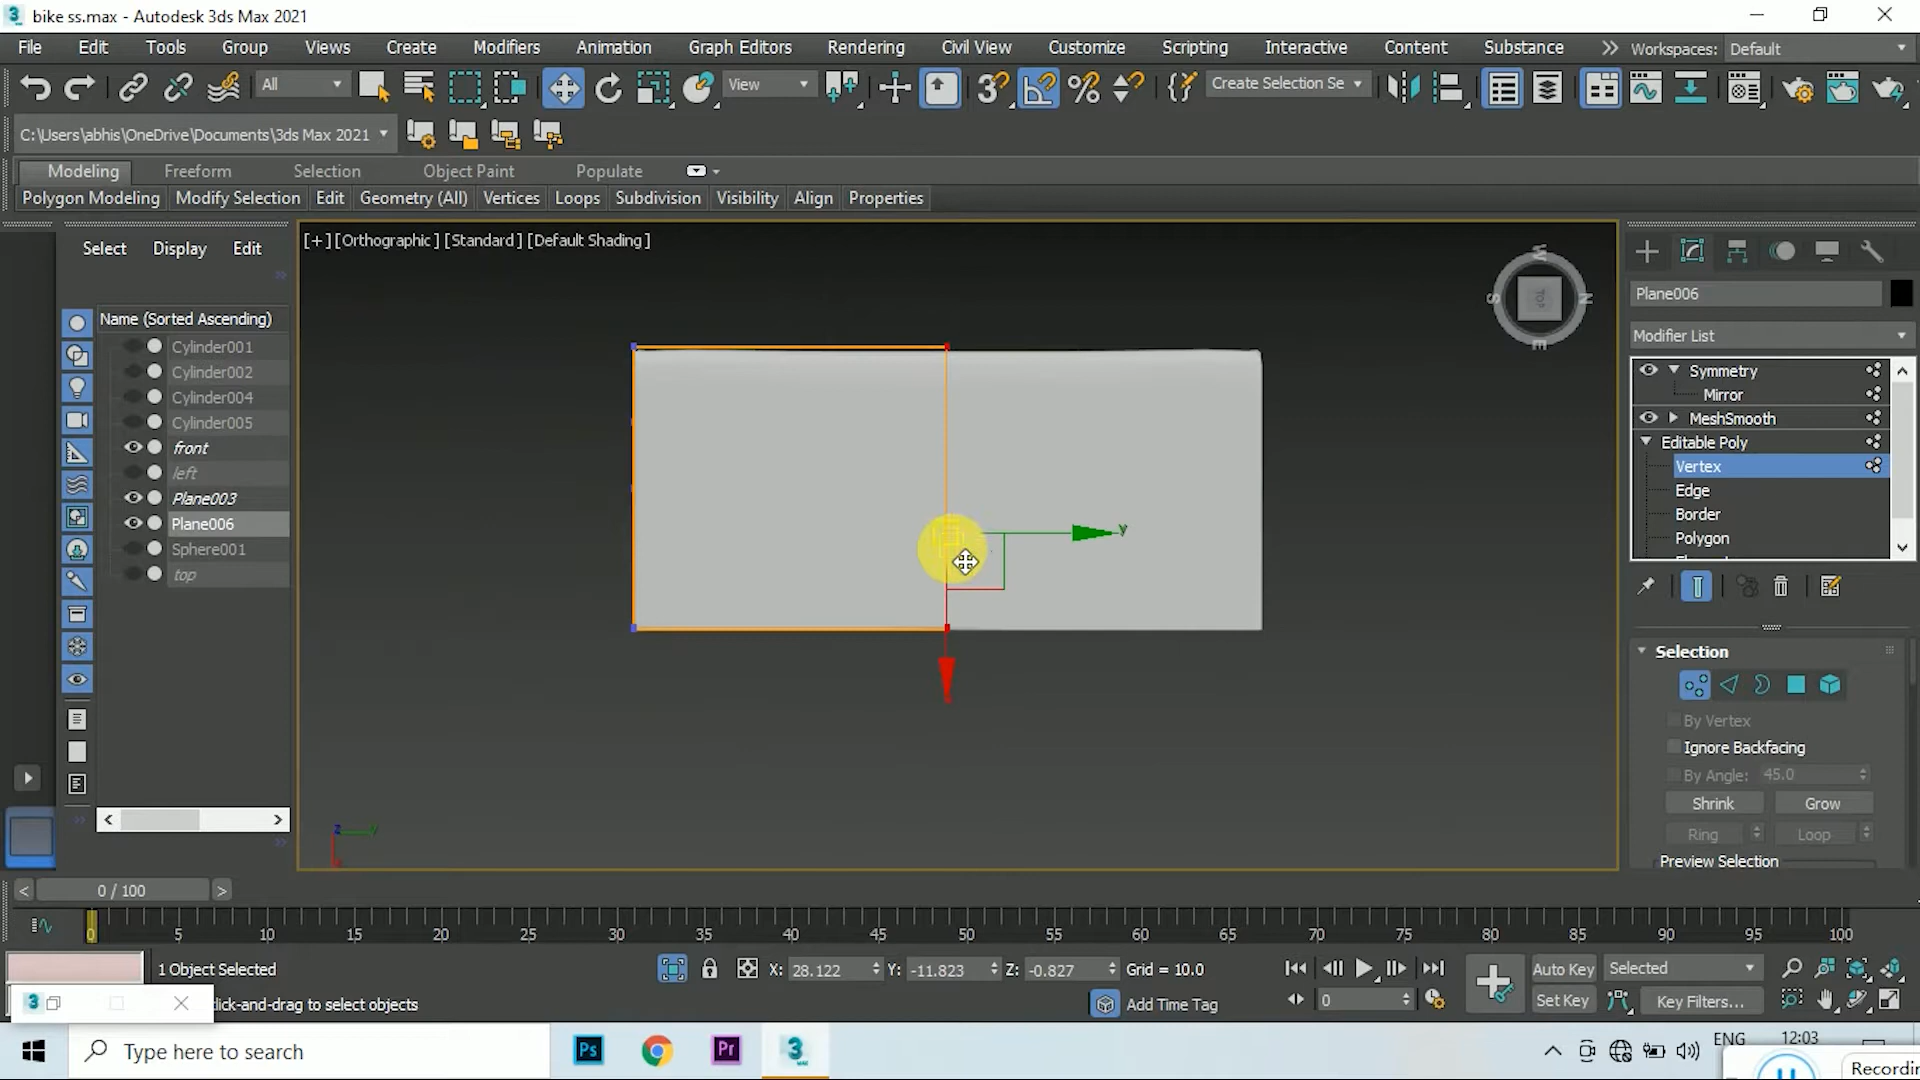 bike ss.max - Autodesk 3ds Max 2021
File Edit Tools Group Views Create Modifiers Animation Graph Editors Rendering Civil View Customize Scripting Interactive Content Substance Workspaces: Default
All View Create Selection Se
C:\Users\abhis\OneDrive\Documents\3ds Max 2021
Modeling Freeform Selection Object Paint Populate
Polygon Modeling Modify Selection Edit Geometry (All) Vertices Loops Subdivision Visibility Align Properties
Select Display Edit
[+] [Orthographic ] [Standard ] [Default Shading ]
W
S TOP N
E
Plane006
Modifier List
Name (Sorted Ascending)
Cylinder001
Cylinder002
Cylinder004
Cylinder005
front
left
Plane003
Plane006
Sphere001
top
Symmetry
Mirror
MeshSmooth
Editable Poly
Vertex
Edge
Border
Polygon
y
Selection
By Vertex
Ignore Backfacing
By Angle: 45.0
Shrink Grow
Ring Loop
Preview Selection
z y
0 / 100
0 5 10 15 20 25 30 35 40 45 50 55 60 65 70 75 80 85 90 95 100
1 Object Selected X: 28.122 Y: -11.823 Z: -0.827 Grid = 10.0 Auto Key Selected
3 lick-and-drag to select objects Add Time Tag 0 Set Key Key Filters...
Type here to search Ps Pr 3 MAX ENG 12:03
Recordin